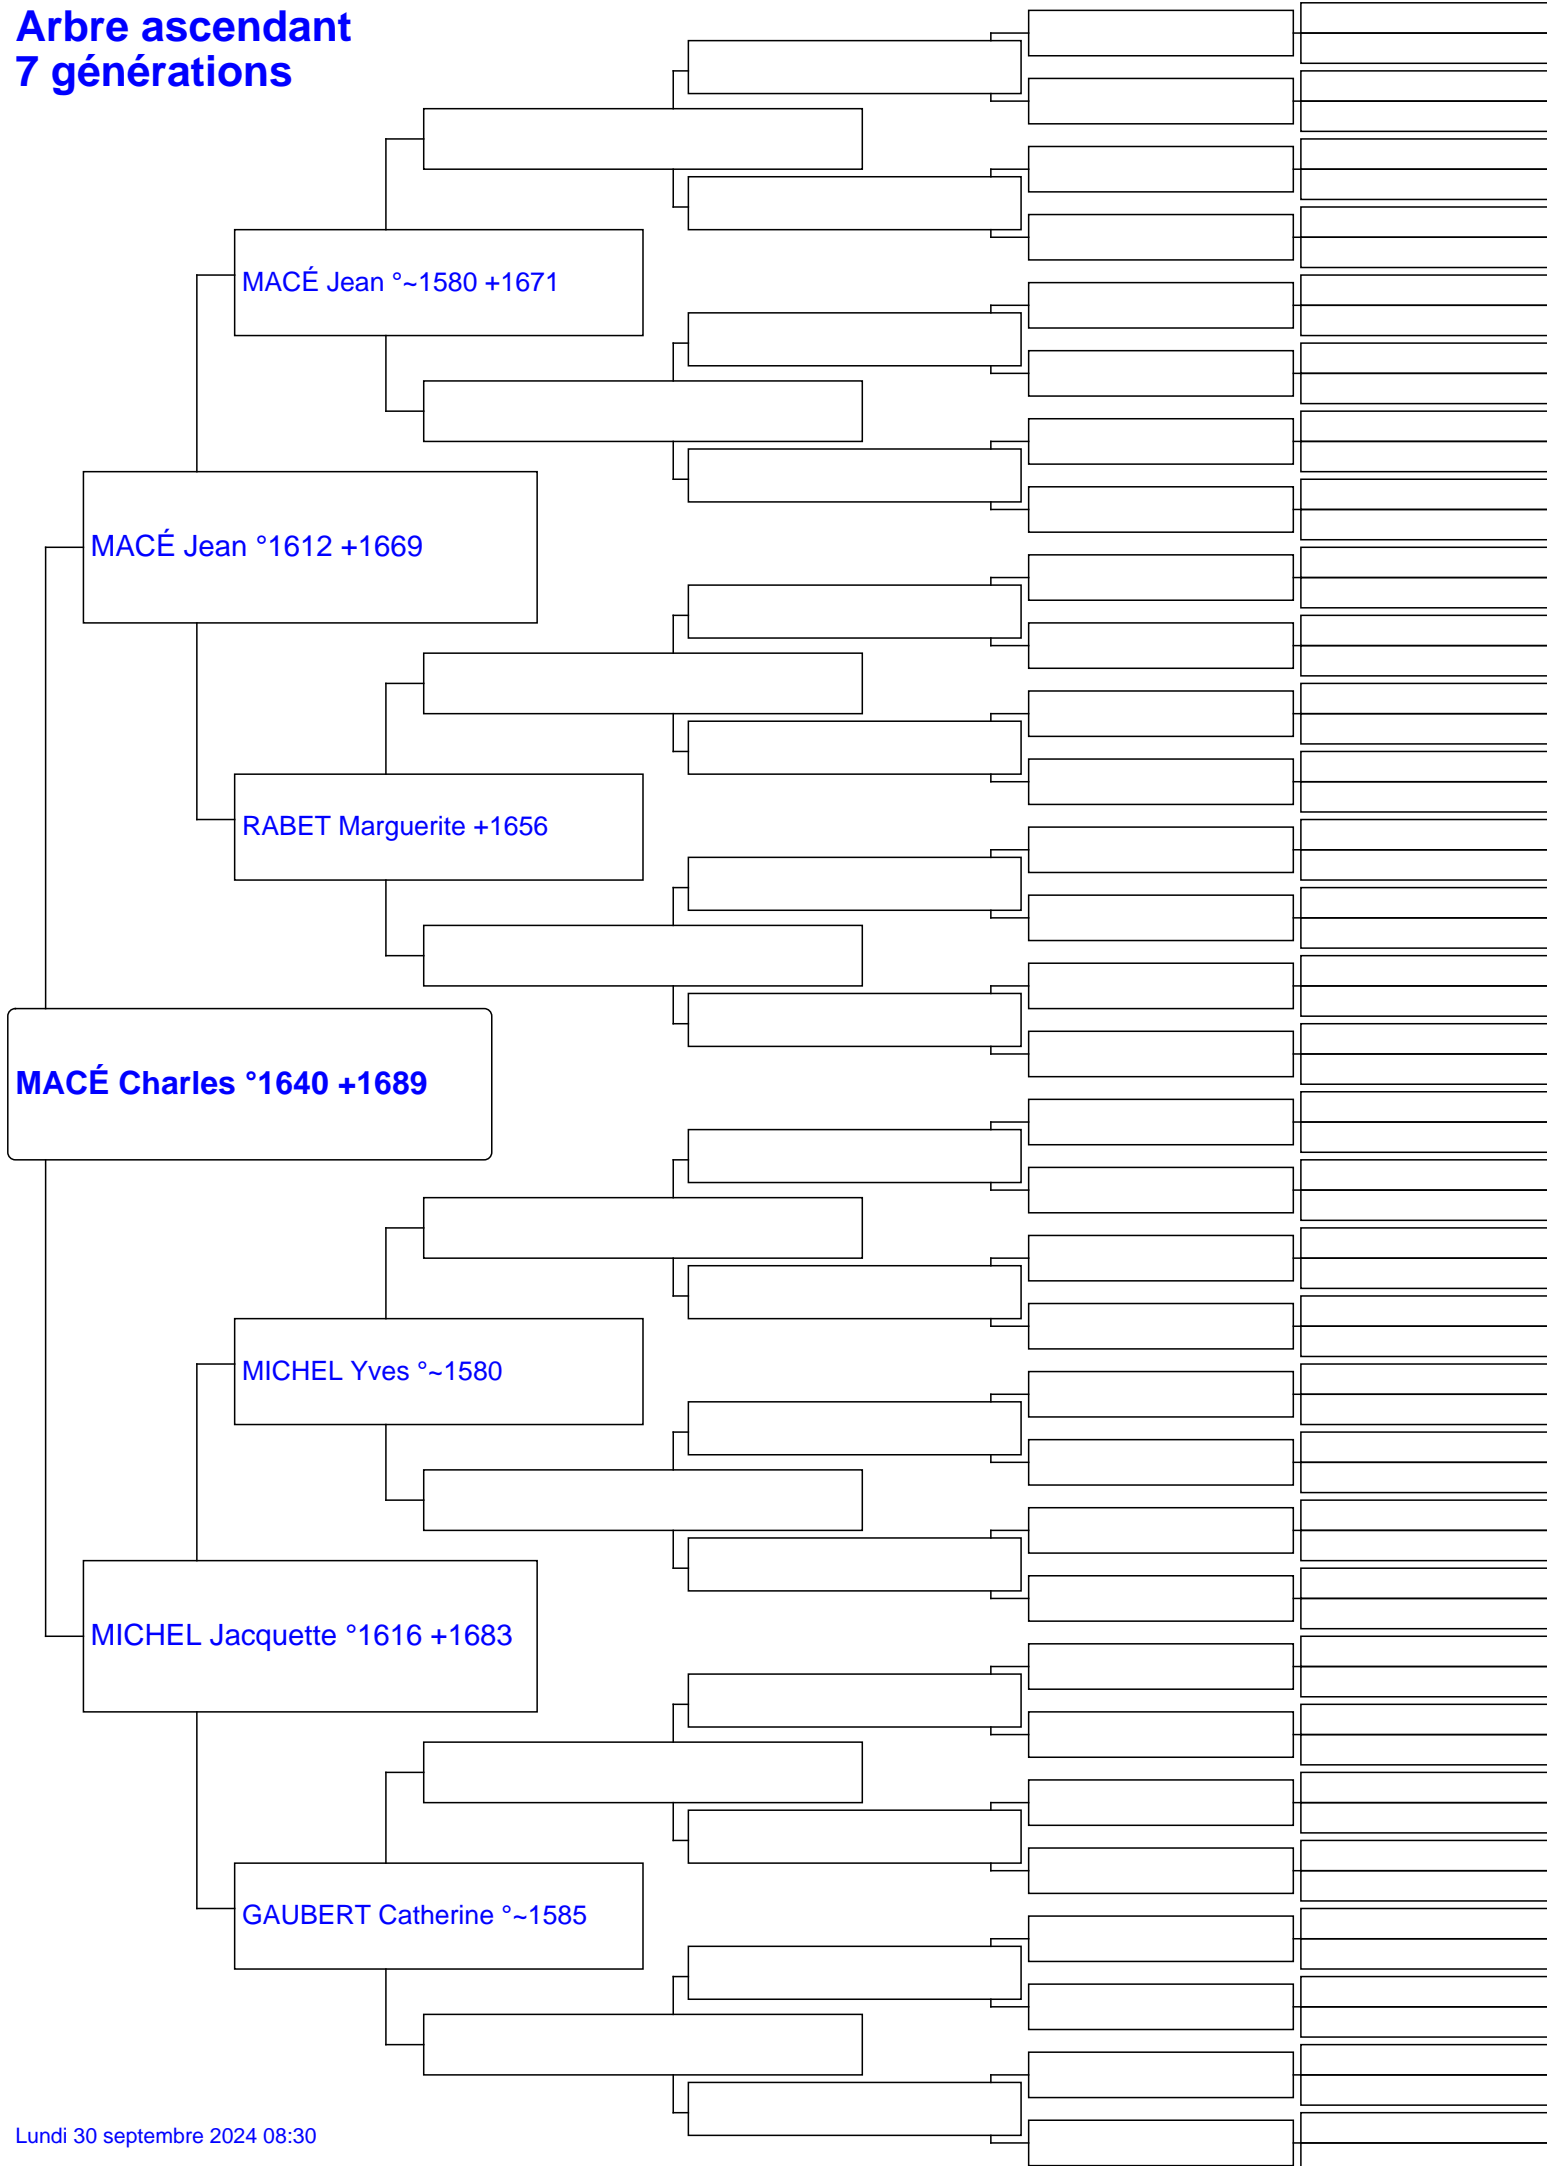 Arbre ascendant
7 générations
MACÉ Jean °~1580 +1671
MACÉ Jean °1612 +1669
RABET Marguerite +1656
MACÉ Charles °1640 +1689
MICHEL Yves °~1580
MICHEL Jacquette °1616 +1683
GAUBERT Catherine °~1585
Lundi 30 septembre 2024 08:30